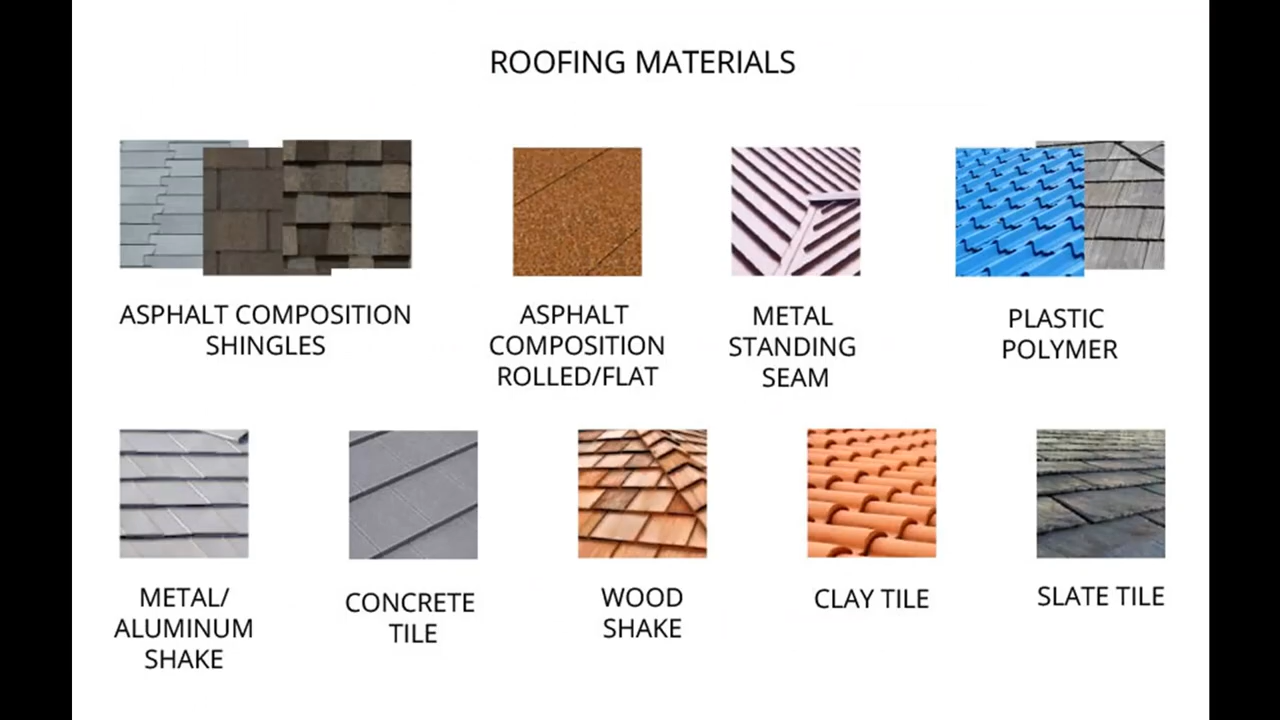 ROOFING MATERIALS
ASPHALT COMPOSITION
SHINGLES
ASPHALT
COMPOSITION
ROLLED/FLAT
METAL
STANDING
SEAM
PLASTIC
POLYMER
METAL/
ALUMINUM
SHAKE
CONCRETE
TILE
WOOD
SHAKE
CLAY TILE
SLATE TILE